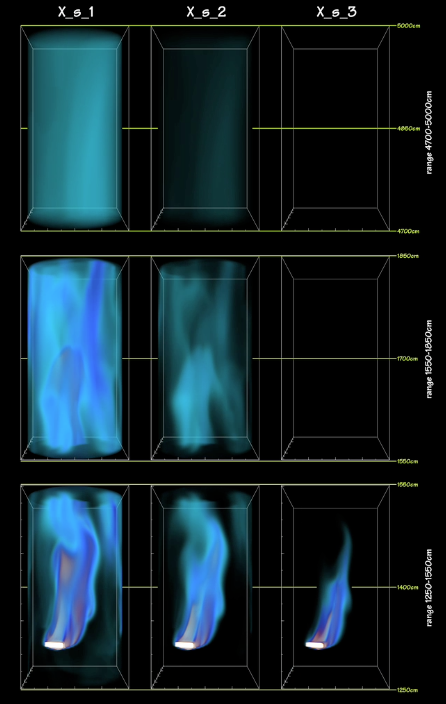 X_s_1 X_s_2 X_s_3
5000cm
4850cm
range 4700-5000cm
4700cm
1850cm
1700cm
range 1550-1850cm
1550cm
1550cm
1400cm
range 1250-1550cm
1250cm